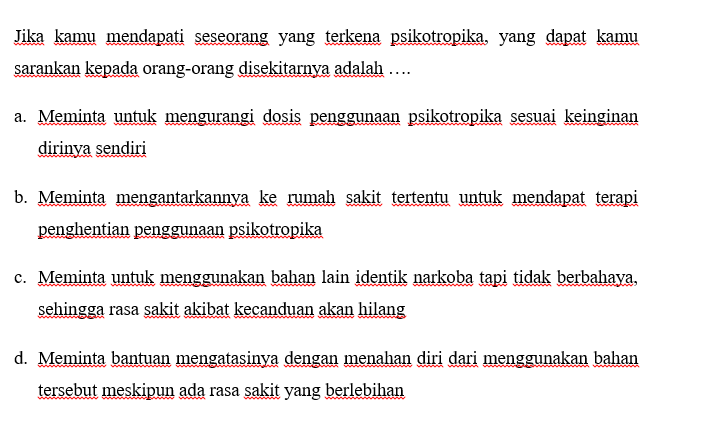 Jika kamu mendapati seseorang yang terkena psikotropika, yang dapat kamu
sarankan kepada orang-orang disekitarnya adalah ….
a. Meminta untuk mengurangi dosis penggunaan psikotropika sesuai keinginan
dirinya sendiri
b. Meminta mengantarkannya ke rumah sakit tertentu untuk mendapat terapi
penghentian penggunaan psikotropika
c. Meminta untuk menggunakan bahan lain identik narkoba tapi tidak berbahaya,
sehingga rasa sakit akibat kecanduan akan hilang
d. Meminta bantuan mengatasinya dengan menahan diri dari menggunakan bahan
tersebut meskipun ada rasa sakit yang berlebihan